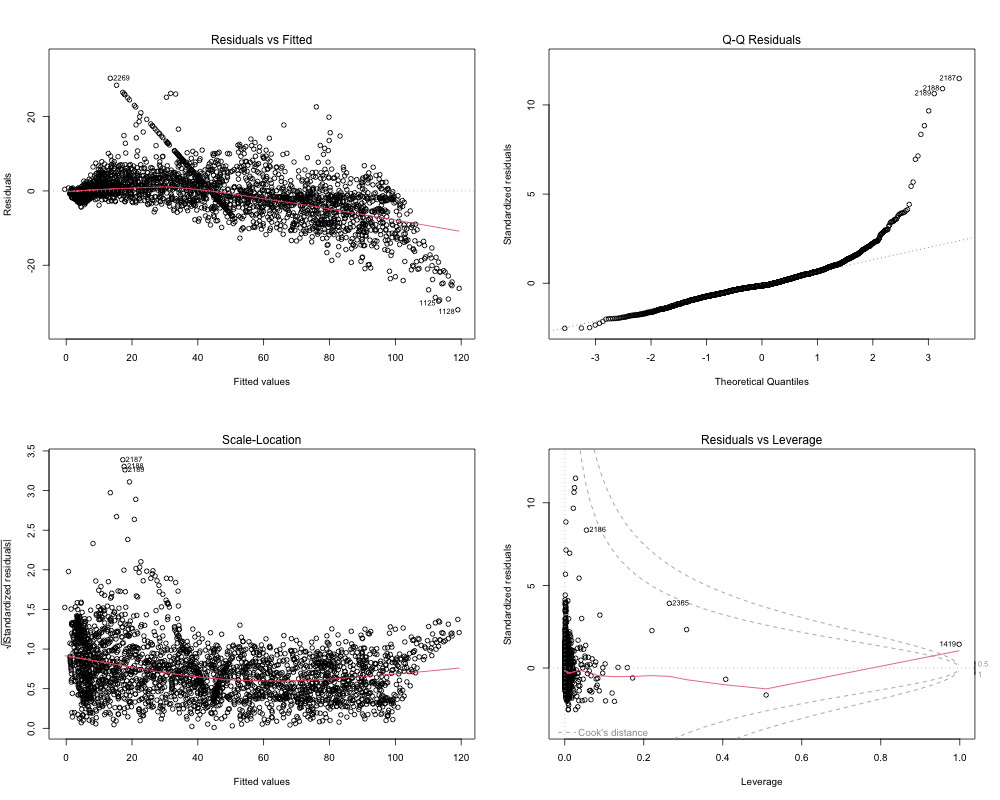 Residuals vs Fitted
Residuals
20
0
-20
2269
1125
1128
0 20 40 60 80 100 120
Fitted values
Q-Q Residuals
Standardized residuals
10
5
0
2187
2188
2189
-3 -2 -1 0 1 2 3
Theoretical Quantiles
Scale-Location
√|Standardized residuals|
3.5
3.0
2.5
2.0
1.5
1.0
0.5
0.0
2187
2188
2189
0 20 40 60 80 100 120
Fitted values
Residuals vs Leverage
Standardized residuals
10
5
0
2186
2365
1419
0.5
1
Cook's distance
0.0 0.2 0.4 0.6 0.8 1.0
Leverage